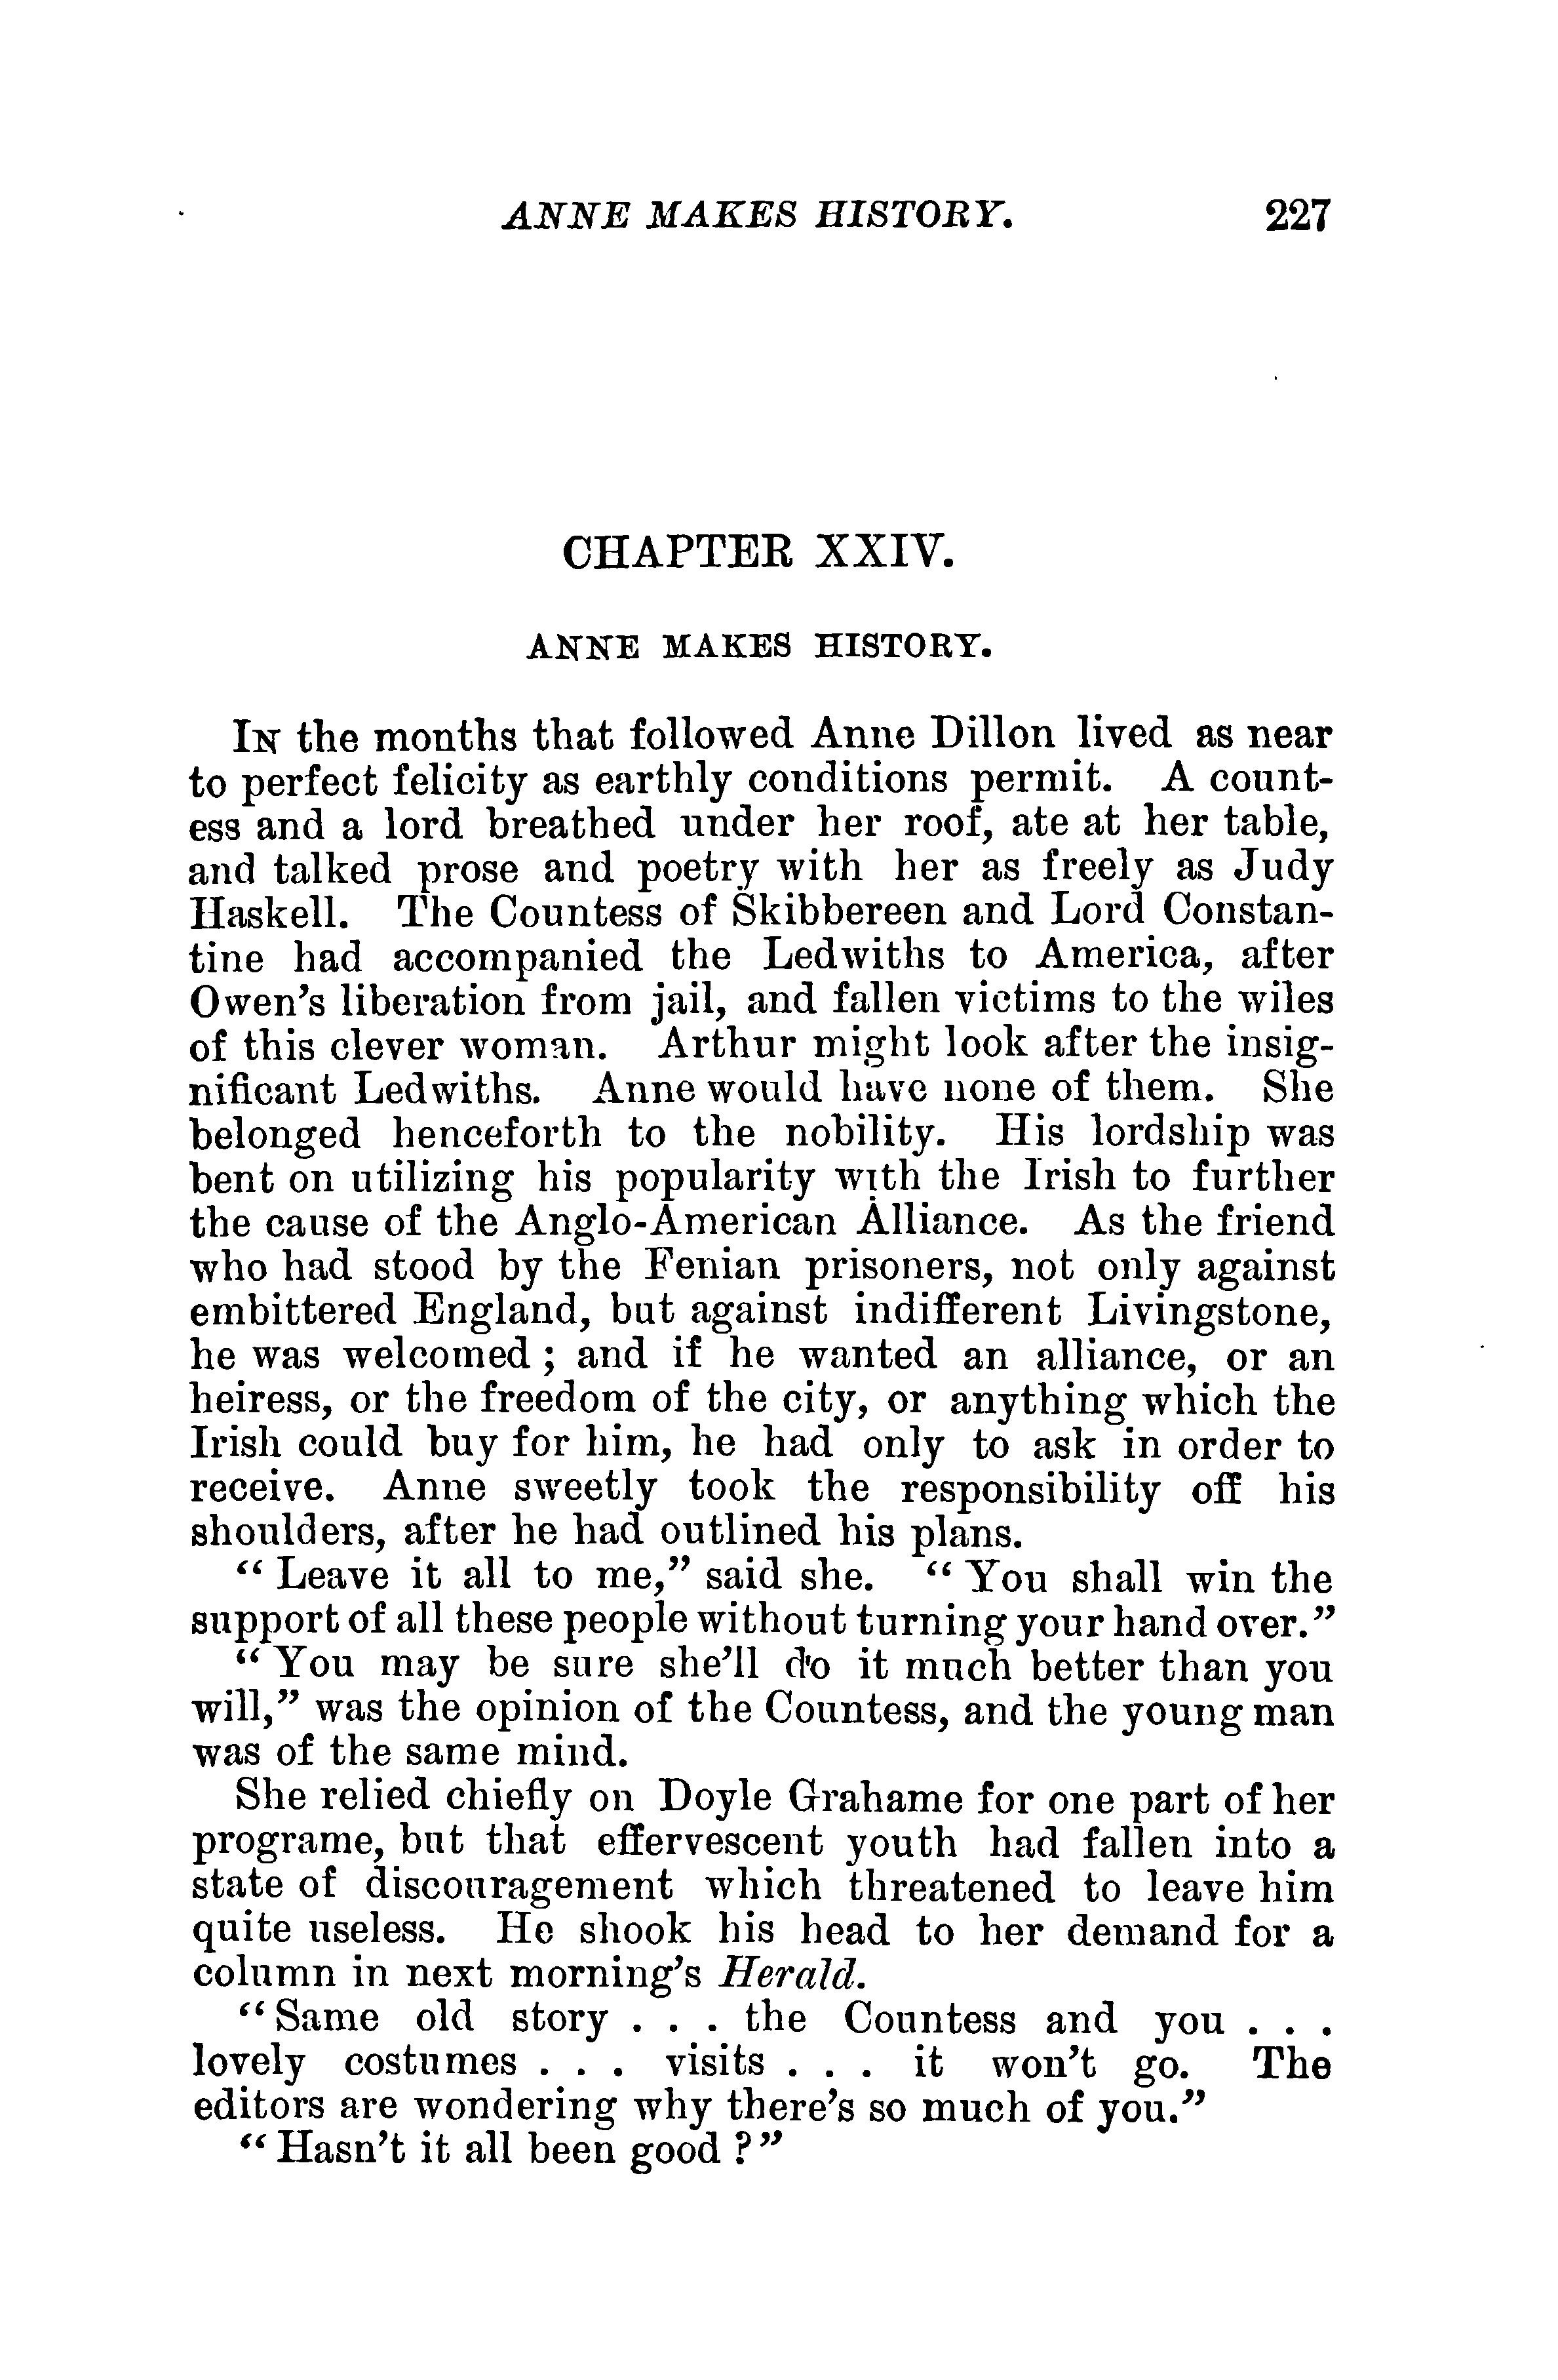 ANNE MAKES HISTORY. 227
CHAPTER XXIV.
ANNE MAKES HISTORY.
IN the months that followed Anne Dillon lived as near
to perfect felicity as earthly conditions permit. A count-
ess and a lord breathed under her roof, ate at her table,
and talked prose and poetry with her as freely as Judy
Haskell. The Countess of Skibbereen and Lord Constan-
tine had accompanied the Ledwiths to America, after
Owen's liberation from jail, and fallen victims to the wiles
of this clever woman. Arthur might look after the insig-
nificant Ledwiths. Anne would have none of them. She
belonged henceforth to the nobility. His lordship was
bent on utilizing his popularity with the Irish to further
the cause of the Anglo-American Alliance. As the friend
who had stood by the Fenian prisoners, not only against
embittered England, but against indifferent Livingstone,
he was welcomed; and if he wanted an alliance, or an
heiress, or the freedom of the city, or anything which the
Irish could buy for him, he had only to ask in order to
receive. Anne sweetly took the responsibility off his
shoulders, after he had outlined his plans.
"Leave it all to me," said she. "You shall win the
support of all these people without turning your hand over."
"You may be sure she'll do it much better than you
will," was the opinion of the Countess, and the young man
was of the same mind.
She relied chiefly on Doyle Grahame for one part of her
programe, but that effervescent youth had fallen into a
state of discouragement which threatened to leave him
quite useless. He shook his head to her demand for a
column in next morning's Herald.
"Same old story . . . the Countess and you . . .
lovely costumes . . . visits . . . it won't go. The
editors are wondering why there's so much of you."
"Hasn't it all been good?"